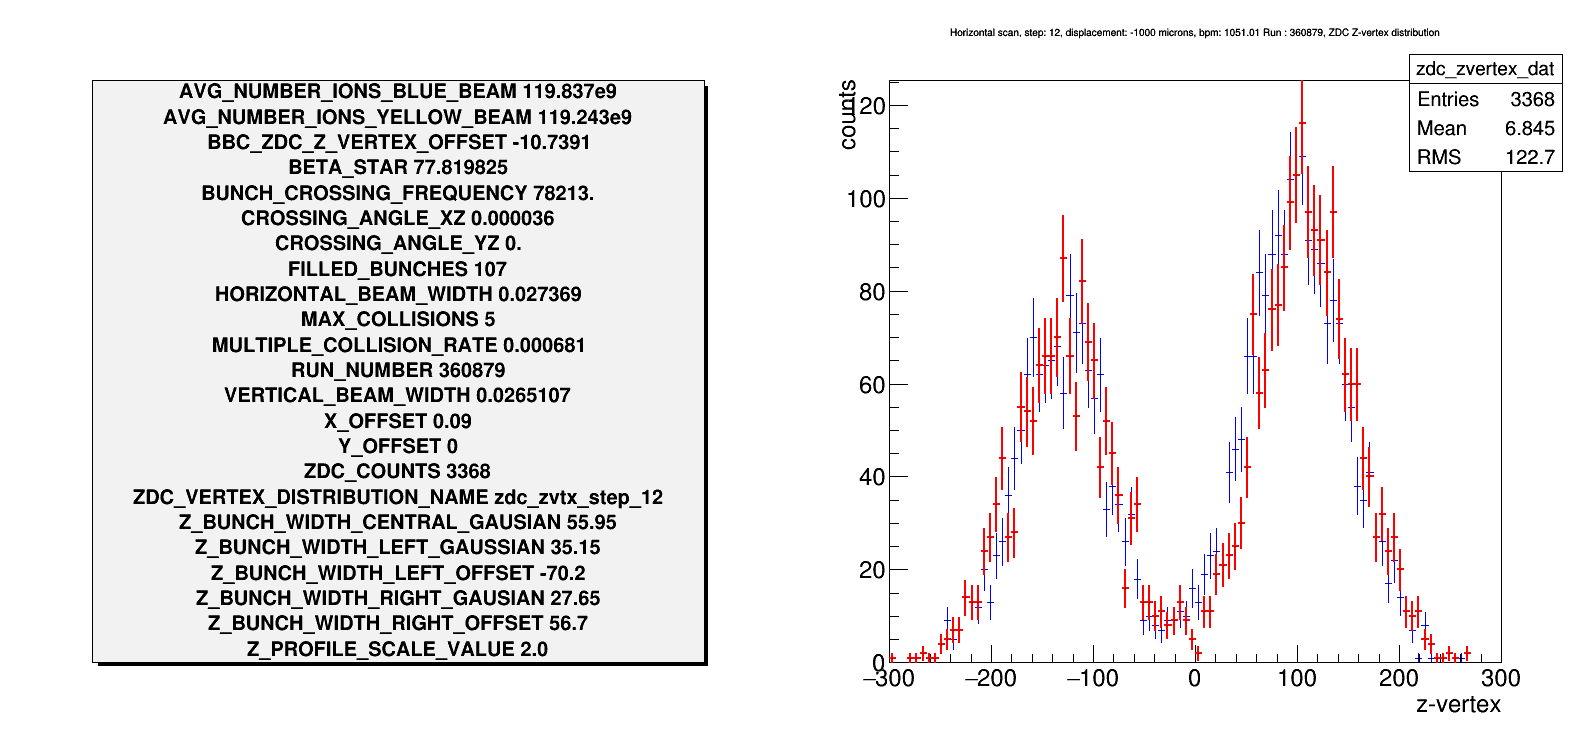 Horizontal scan, step: 12, displacement: -1000 microns, bpm: 1051.01 Run : 360879, ZDC Z-vertex distribution
AVG_NUMBER_IONS_BLUE_BEAM 119.837e9
AVG_NUMBER_IONS_YELLOW_BEAM 119.243e9
BBC_ZDC_Z_VERTEX_OFFSET -10.7391
BETA_STAR 77.819825
BUNCH_CROSSING_FREQUENCY 78213.
CROSSING_ANGLE_XZ 0.000036
CROSSING_ANGLE_YZ 0.
FILLED_BUNCHES 107
HORIZONTAL_BEAM_WIDTH 0.027369
MAX_COLLISIONS 5
MULTIPLE_COLLISION_RATE 0.000681
RUN_NUMBER 360879
VERTICAL_BEAM_WIDTH 0.0265107
X_OFFSET 0.09
Y_OFFSET 0
ZDC_COUNTS 3368
ZDC_VERTEX_DISTRIBUTION_NAME zdc_zvtx_step_12
Z_BUNCH_WIDTH_CENTRAL_GAUSIAN 55.95
Z_BUNCH_WIDTH_LEFT_GAUSSIAN 35.15
Z_BUNCH_WIDTH_LEFT_OFFSET -70.2
Z_BUNCH_WIDTH_RIGHT_GAUSIAN 27.65
Z_BUNCH_WIDTH_RIGHT_OFFSET 56.7
Z_PROFILE_SCALE_VALUE 2.0
zdc_zvertex_dat
Entries 3368
Mean 6.845
RMS 122.7
counts
120
100
80
60
40
20
0
−300 −200 −100 0 100 200 300
z-vertex